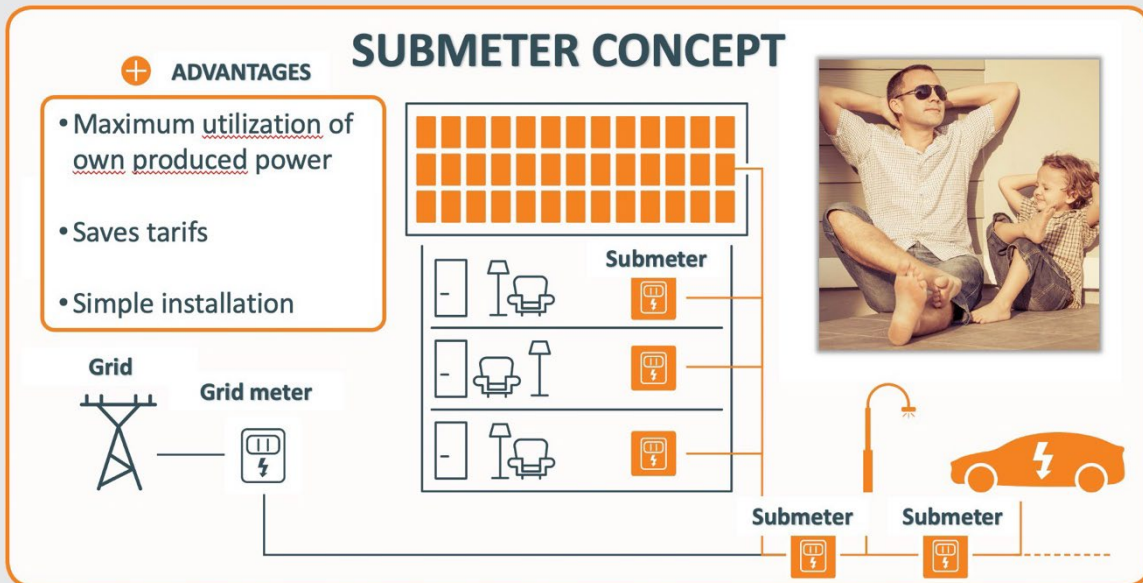 SUBMETER CONCEPT
ADVANTAGES
• Maximum utilization of
own produced power
• Saves tarifs
• Simple installation
Submeter
Grid
Grid meter
Submeter
Submeter